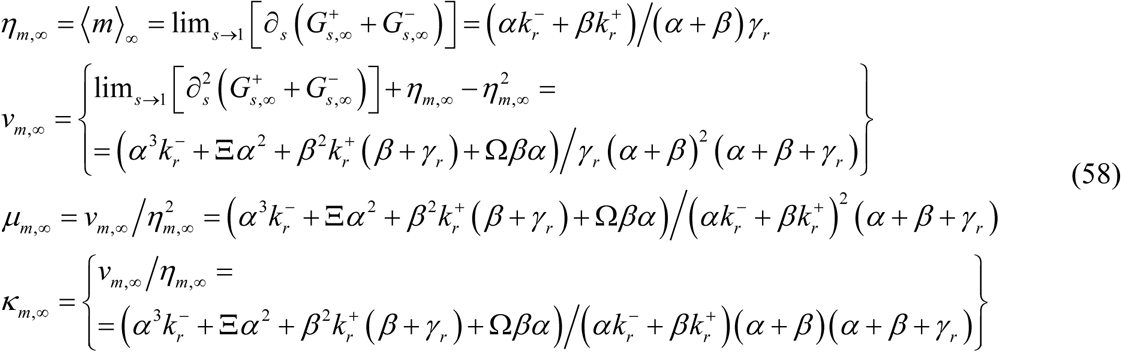 η_{m,∞} = ⟨m⟩_∞ = lim_{s→1} [∂_s (G^+_{s,∞} + G^-_{s,∞})] = (αk_r^- + βk_r^+)/(α + β)γ_r
v_{m,∞} = { lim_{s→1} [∂_s^2 (G^+_{s,∞} + G^-_{s,∞})] + η_{m,∞} − η^2_{m,∞} =
= (α^3 k_r^- + Ξα^2 + β^2 k_r^+ (β + γ_r) + Ωβα)/γ_r (α + β)^2 (α + β + γ_r) }
(58)
μ_{m,∞} = v_{m,∞}/η^2_{m,∞} = (α^3 k_r^- + Ξα^2 + β^2 k_r^+ (β + γ_r) + Ωβα)/(αk_r^- + βk_r^+)^2 (α + β + γ_r)
κ_{m,∞} = { v_{m,∞}/η_{m,∞} =
= (α^3 k_r^- + Ξα^2 + β^2 k_r^+ (β + γ_r) + Ωβα)/(αk_r^- + βk_r^+)(α + β)(α + β + γ_r) }